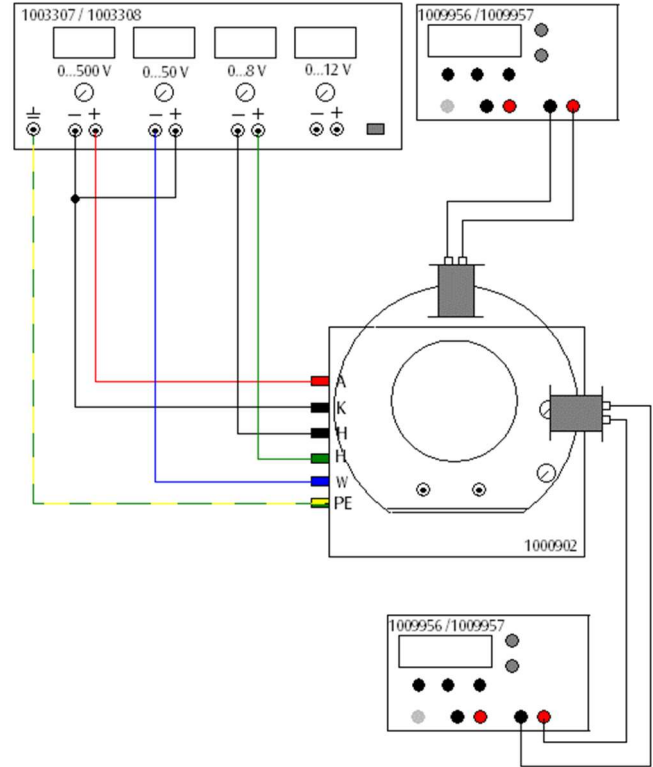 1003307 / 1003308
0...500 V
0...50 V
0...8 V
0...12 V
− +
− +
− +
− +
1009956 /1009957
A
K
H
H
W
PE
1000902
1009956 /1009957